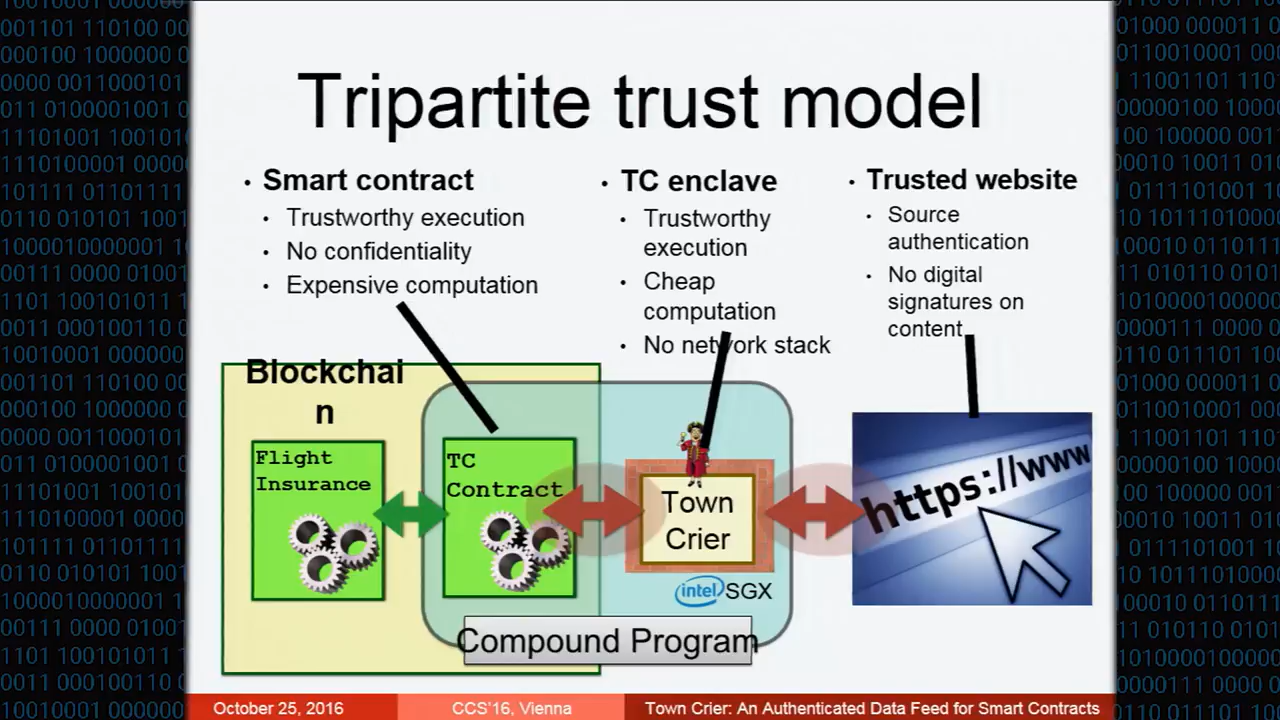 Tripartite trust model
• Smart contract
• Trustworthy execution
• No confidentiality
• Expensive computation
• TC enclave
• Trustworthy
execution
• Cheap
computation
• No network stack
• Trusted website
• Source
authentication
• No digital
signatures on
content
Blockchai
n
Flight
Insurance
TC
Contract
Town
Crier
intel SGX
https://www
Compound Program
October 25, 2016
CCS'16, Vienna
Town Crier: An Authenticated Data Feed for Smart Contracts